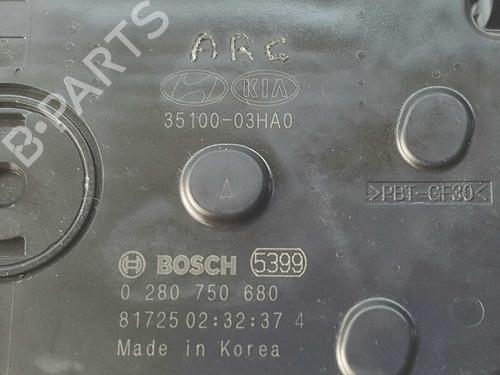 B-PARTS
ARC
KIA
35100-03HA0
>PBT-GF30<
BOSCH 5399
0 280 750 680
81725 02:32:37 4
Made in Korea